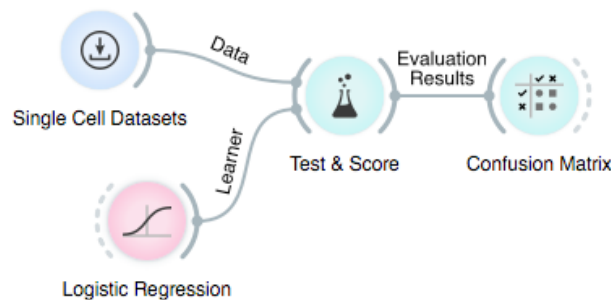 Data
Single Cell Datasets
Evaluation
Results
Test & Score
Confusion Matrix
Learner
Logistic Regression